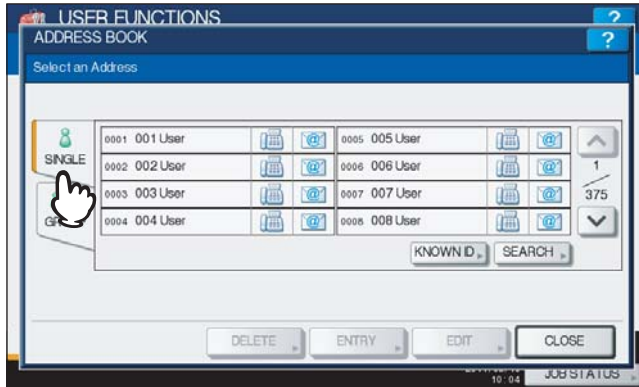 USER FUNCTIONS ?
ADDRESS BOOK ?
Select an Address
SINGLE
0001 001 User
0002 002 User
0003 003 User
0004 004 User
0005 005 User
0006 006 User
0007 007 User
0008 008 User
1
375
KNOWN ID
SEARCH
DELETE
ENTRY
EDIT
CLOSE
10:04
JOB STATUS